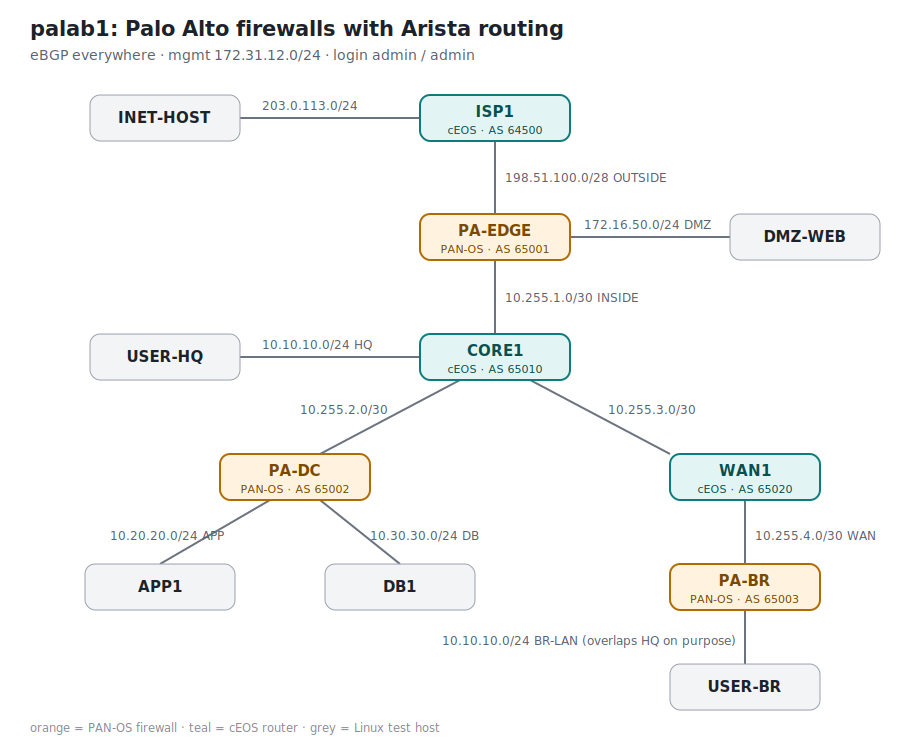 palab1: Palo Alto firewalls with Arista routing
eBGP everywhere · mgmt 172.31.12.0/24 · login admin / admin
INET-HOST
203.0.113.0/24
ISP1
cEOS · AS 64500
198.51.100.0/28 OUTSIDE
PA-EDGE
PAN-OS · AS 65001
172.16.50.0/24 DMZ
DMZ-WEB
10.255.1.0/30 INSIDE
USER-HQ
10.10.10.0/24 HQ
CORE1
cEOS · AS 65010
10.255.2.0/30
10.255.3.0/30
PA-DC
PAN-OS · AS 65002
WAN1
cEOS · AS 65020
10.20.20.0/24 APP
10.30.30.0/24 DB
10.255.4.0/30 WAN
APP1
DB1
PA-BR
PAN-OS · AS 65003
10.10.10.0/24 BR-LAN (overlaps HQ on purpose)
USER-BR
orange = PAN-OS firewall · teal = cEOS router · grey = Linux test host